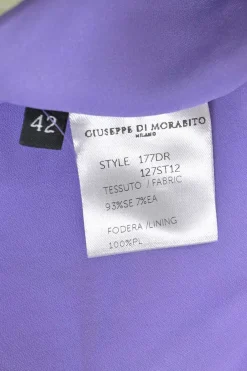 42
GIUSEPPE DI MORABITO
MILANO
STYLE 177DR
127ST12
TESSUTO / FABRIC
93%SE 7%EA
FODERA/LINING
100%PL